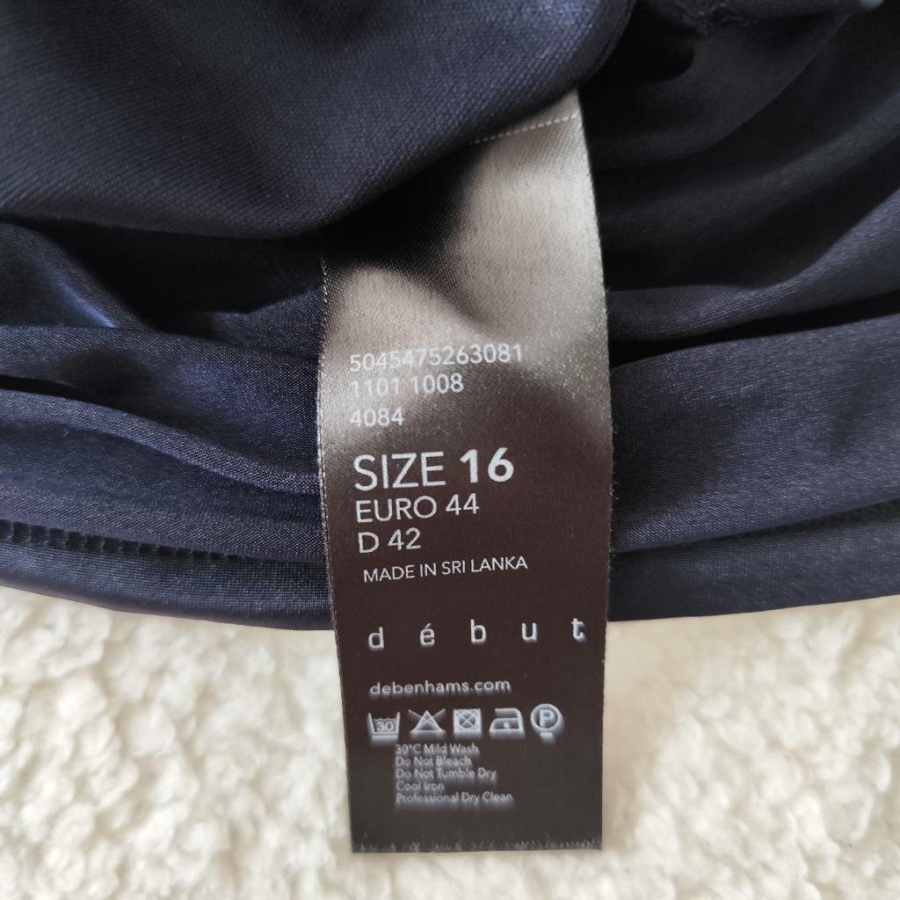 5045475263081
1101 1008
4084
SIZE 16
EURO 44
D 42
MADE IN SRI LANKA
début
debenhams.com
30
P
30°C Mild Wash
Do Not Bleach
Do Not Tumble Dry
Cool Iron
Professional Dry Clean